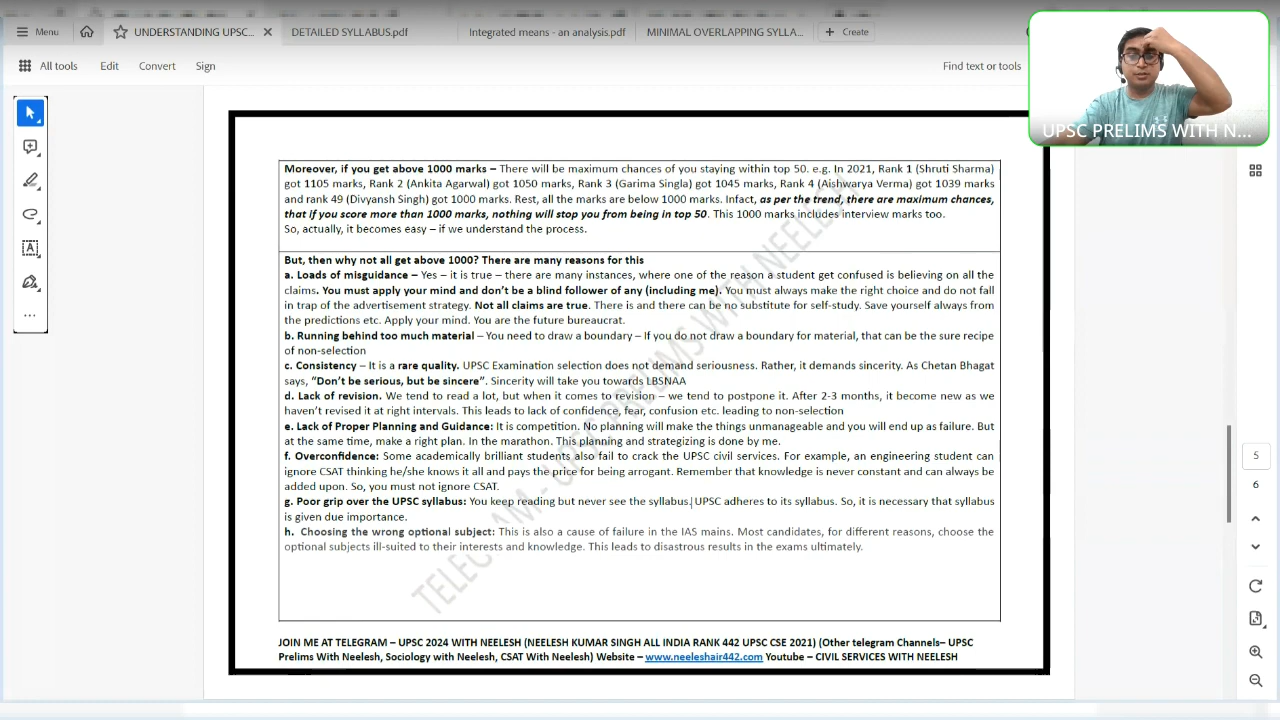 Menu
UNDERSTANDING UPSC...
DETAILED SYLLABUS.pdf
Integrated means - an analysis.pdf
MINIMAL OVERLAPPING SYLLA...
Create
All tools
Edit
Convert
Sign
Find text or tools
UPSC PRELIMS WITH N...
Moreover, if you get above 1000 marks – There will be maximum chances of you staying within top 50. e.g. In 2021, Rank 1 (Shruti Sharma)
got 1105 marks, Rank 2 (Ankita Agarwal) got 1050 marks, Rank 3 (Garima Singla) got 1045 marks, Rank 4 (Aishwarya Verma) got 1039 marks
and rank 49 (Divyansh Singh) got 1000 marks. Rest, all the marks are below 1000 marks. Infact, as per the trend, there are maximum chances,
that if you score more than 1000 marks, nothing will stop you from being in top 50. This 1000 marks includes interview marks too.
So, actually, it becomes easy – if we understand the process.
But, then why not all get above 1000? There are many reasons for this
a. Loads of misguidance – Yes – it is true – there are many instances, where one of the reason a student get confused is believing on all the
claims. You must apply your mind and don't be a blind follower of any (including me). You must always make the right choice and do not fall
in trap of the advertisement strategy. Not all claims are true. There is and there can be no substitute for self-study. Save yourself always from
the predictions etc. Apply your mind. You are the future bureaucrat.
b. Running behind too much material – You need to draw a boundary – If you do not draw a boundary for material, that can be the sure recipe
of non-selection
c. Consistency – It is a rare quality. UPSC Examination selection does not demand seriousness. Rather, it demands sincerity. As Chetan Bhagat
says, "Don't be serious, but be sincere". Sincerity will take you towards LBSNAA
d. Lack of revision. We tend to read a lot, but when it comes to revision – we tend to postpone it. After 2-3 months, it become new as we
haven't revised it at right intervals. This leads to lack of confidence, fear, confusion etc. leading to non-selection
e. Lack of Proper Planning and Guidance: It is competition. No planning will make the things unmanageable and you will end up as failure. But
at the same time, make a right plan. In the marathon. This planning and strategizing is done by me.
f. Overconfidence: Some academically brilliant students also fail to crack the UPSC civil services. For example, an engineering student can
ignore CSAT thinking he/she knows it all and pays the price for being arrogant. Remember that knowledge is never constant and can always be
added upon. So, you must not ignore CSAT.
g. Poor grip over the UPSC syllabus: You keep reading but never see the syllabus. UPSC adheres to its syllabus. So, it is necessary that syllabus
is given due importance.
h. Choosing the wrong optional subject: This is also a cause of failure in the IAS mains. Most candidates, for different reasons, choose the
optional subjects ill-suited to their interests and knowledge. This leads to disastrous results in the exams ultimately.
TELEGRAM - UPSC PRELIMS WITH NEELESH
JOIN ME AT TELEGRAM – UPSC 2024 WITH NEELESH (NEELESH KUMAR SINGH ALL INDIA RANK 442 UPSC CSE 2021) (Other telegram Channels– UPSC
Prelims With Neelesh, Sociology with Neelesh, CSAT With Neelesh) Website – www.neeleshair442.com Youtube – CIVIL SERVICES WITH NEELESH
5
6